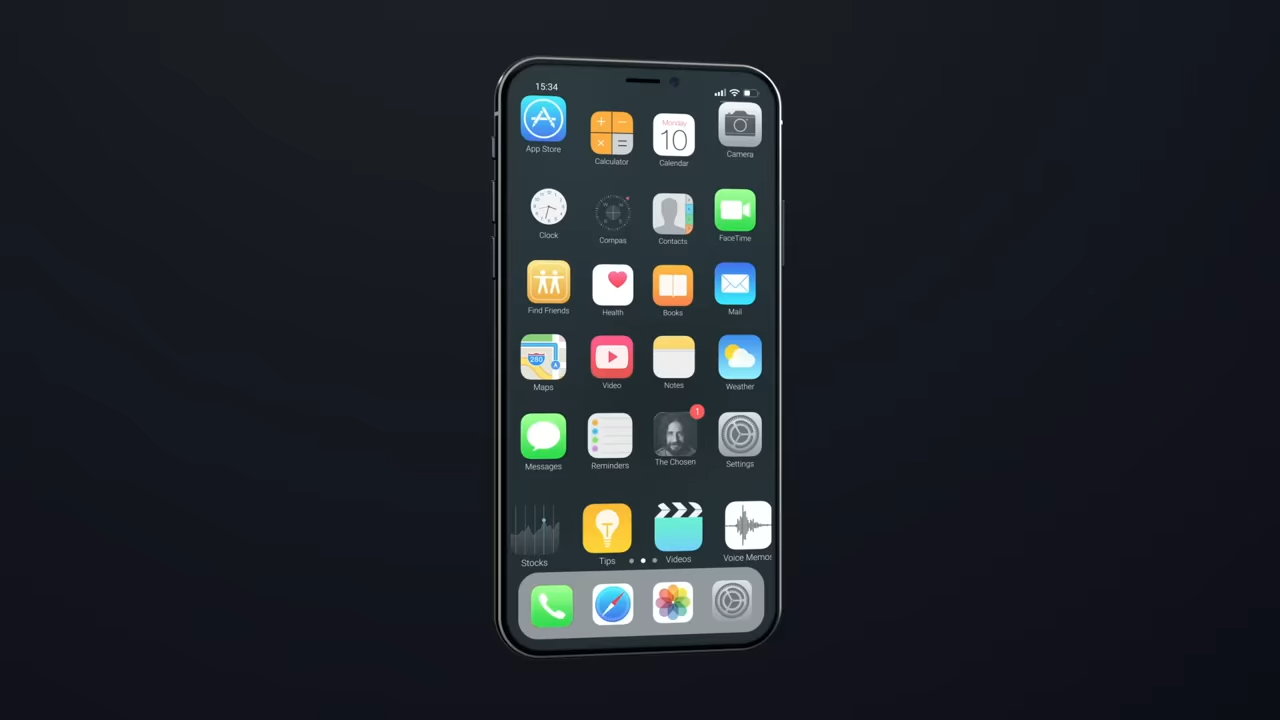 15:34
App Store
Calculator
Monday
10
Calendar
Camera
Clock
Compas
Contacts
FaceTime
Find Friends
Health
Books
Mail
280
Maps
Video
Notes
Weather
1
Messages
Reminders
The Chosen
Settings
Stocks
Tips
Videos
Voice Memos